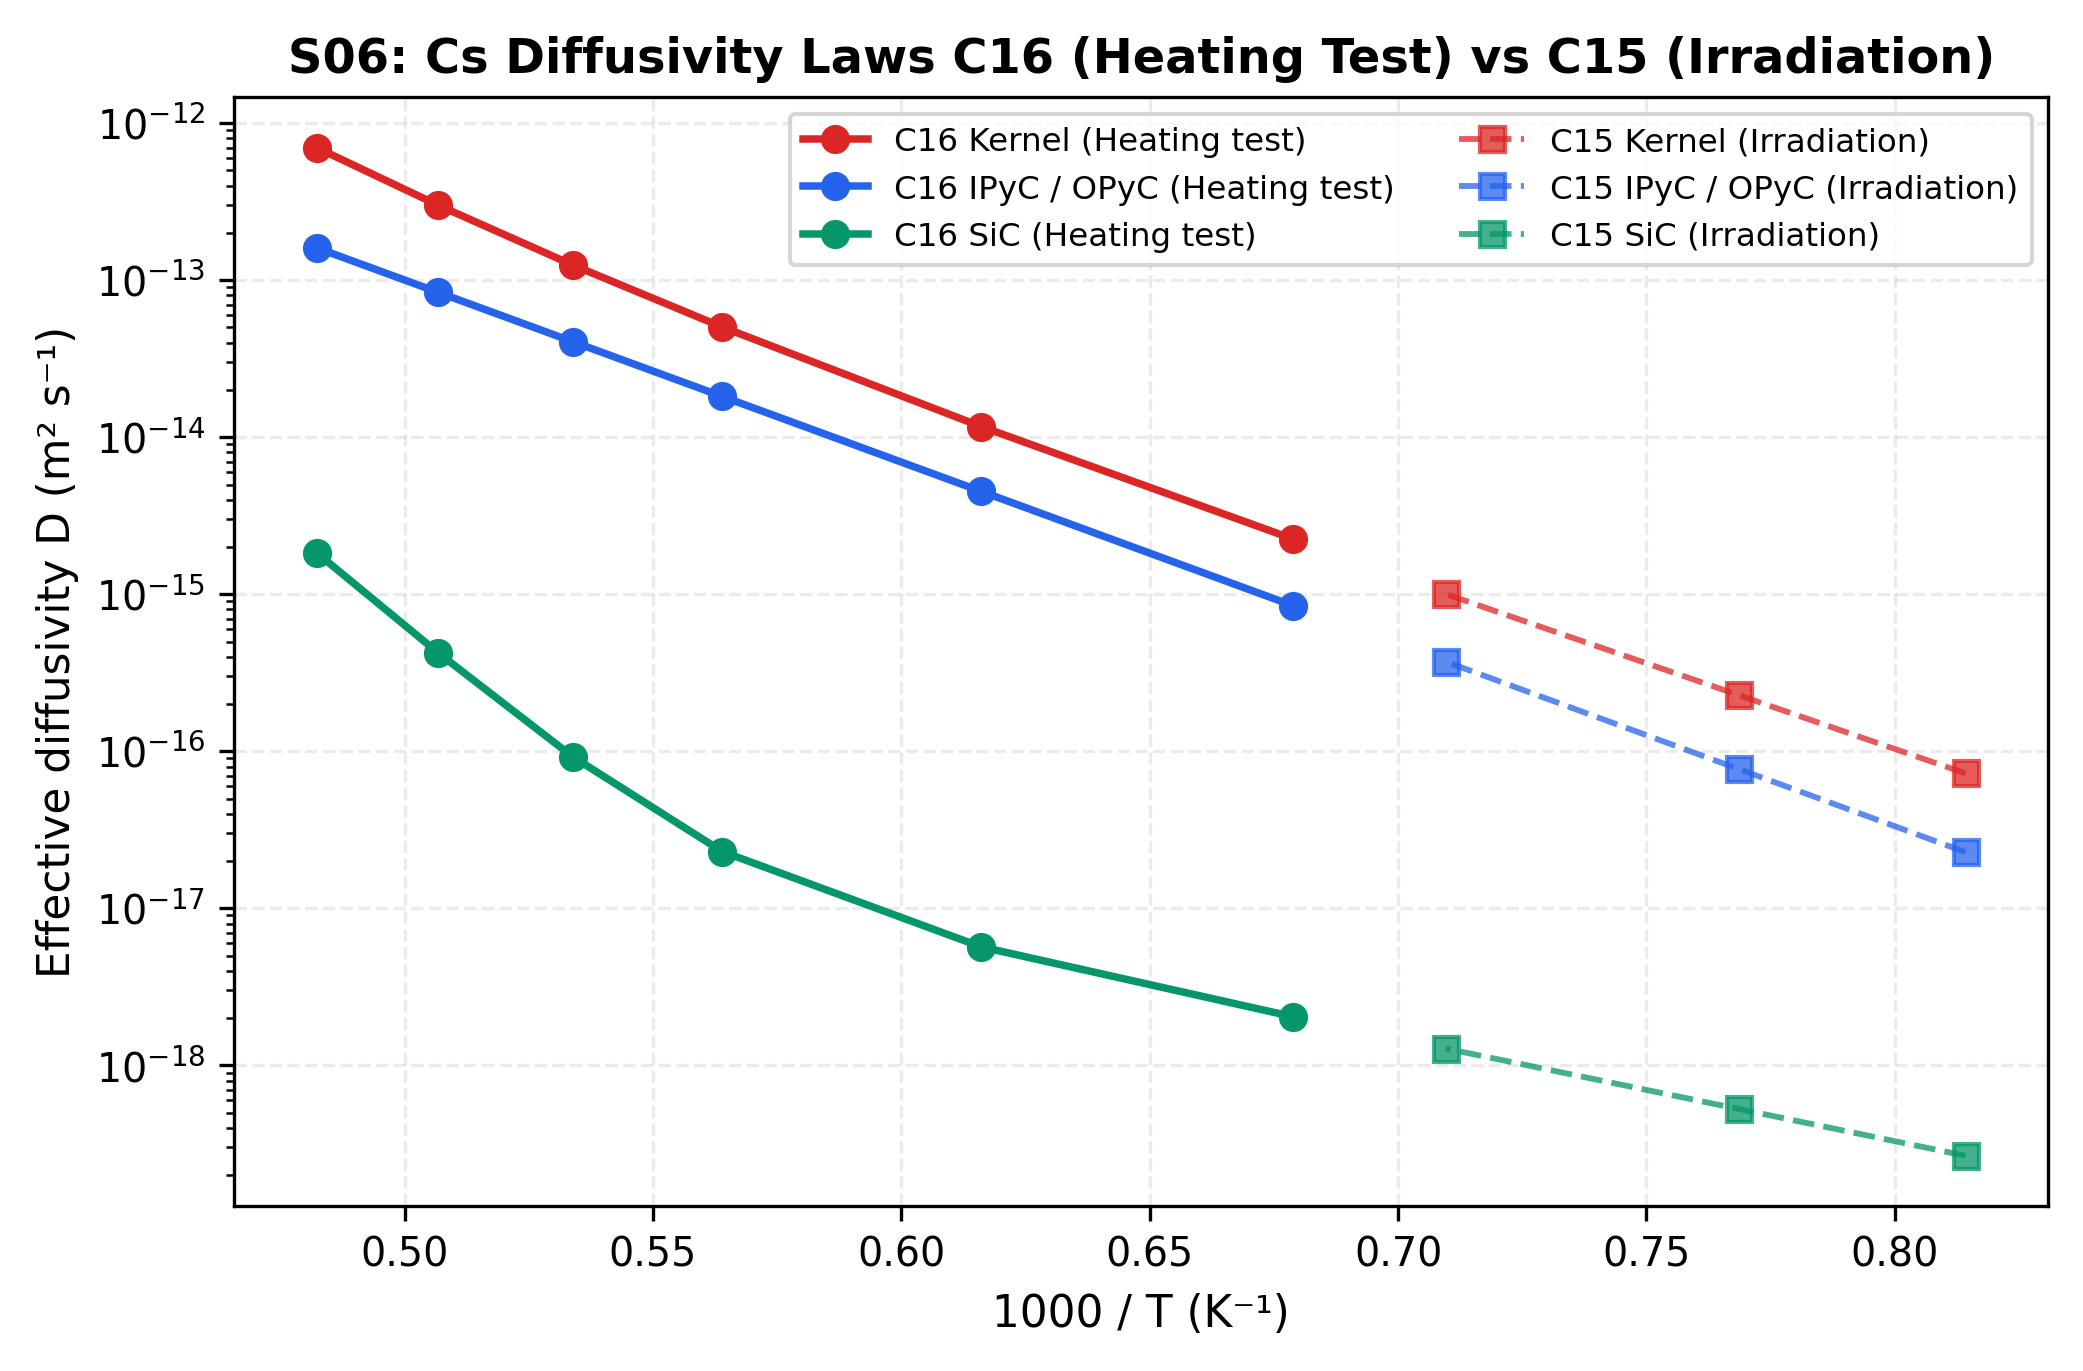 S06: Cs Diffusivity Laws C16 (Heating Test) vs C15 (Irradiation)
C16 Kernel (Heating test)
C16 IPyC / OPyC (Heating test)
C16 SiC (Heating test)
C15 Kernel (Irradiation)
C15 IPyC / OPyC (Irradiation)
C15 SiC (Irradiation)
Effective diffusivity D (m² s⁻¹)
10⁻¹²
10⁻¹³
10⁻¹⁴
10⁻¹⁵
10⁻¹⁶
10⁻¹⁷
10⁻¹⁸
0.50 0.55 0.60 0.65 0.70 0.75 0.80
1000 / T (K⁻¹)